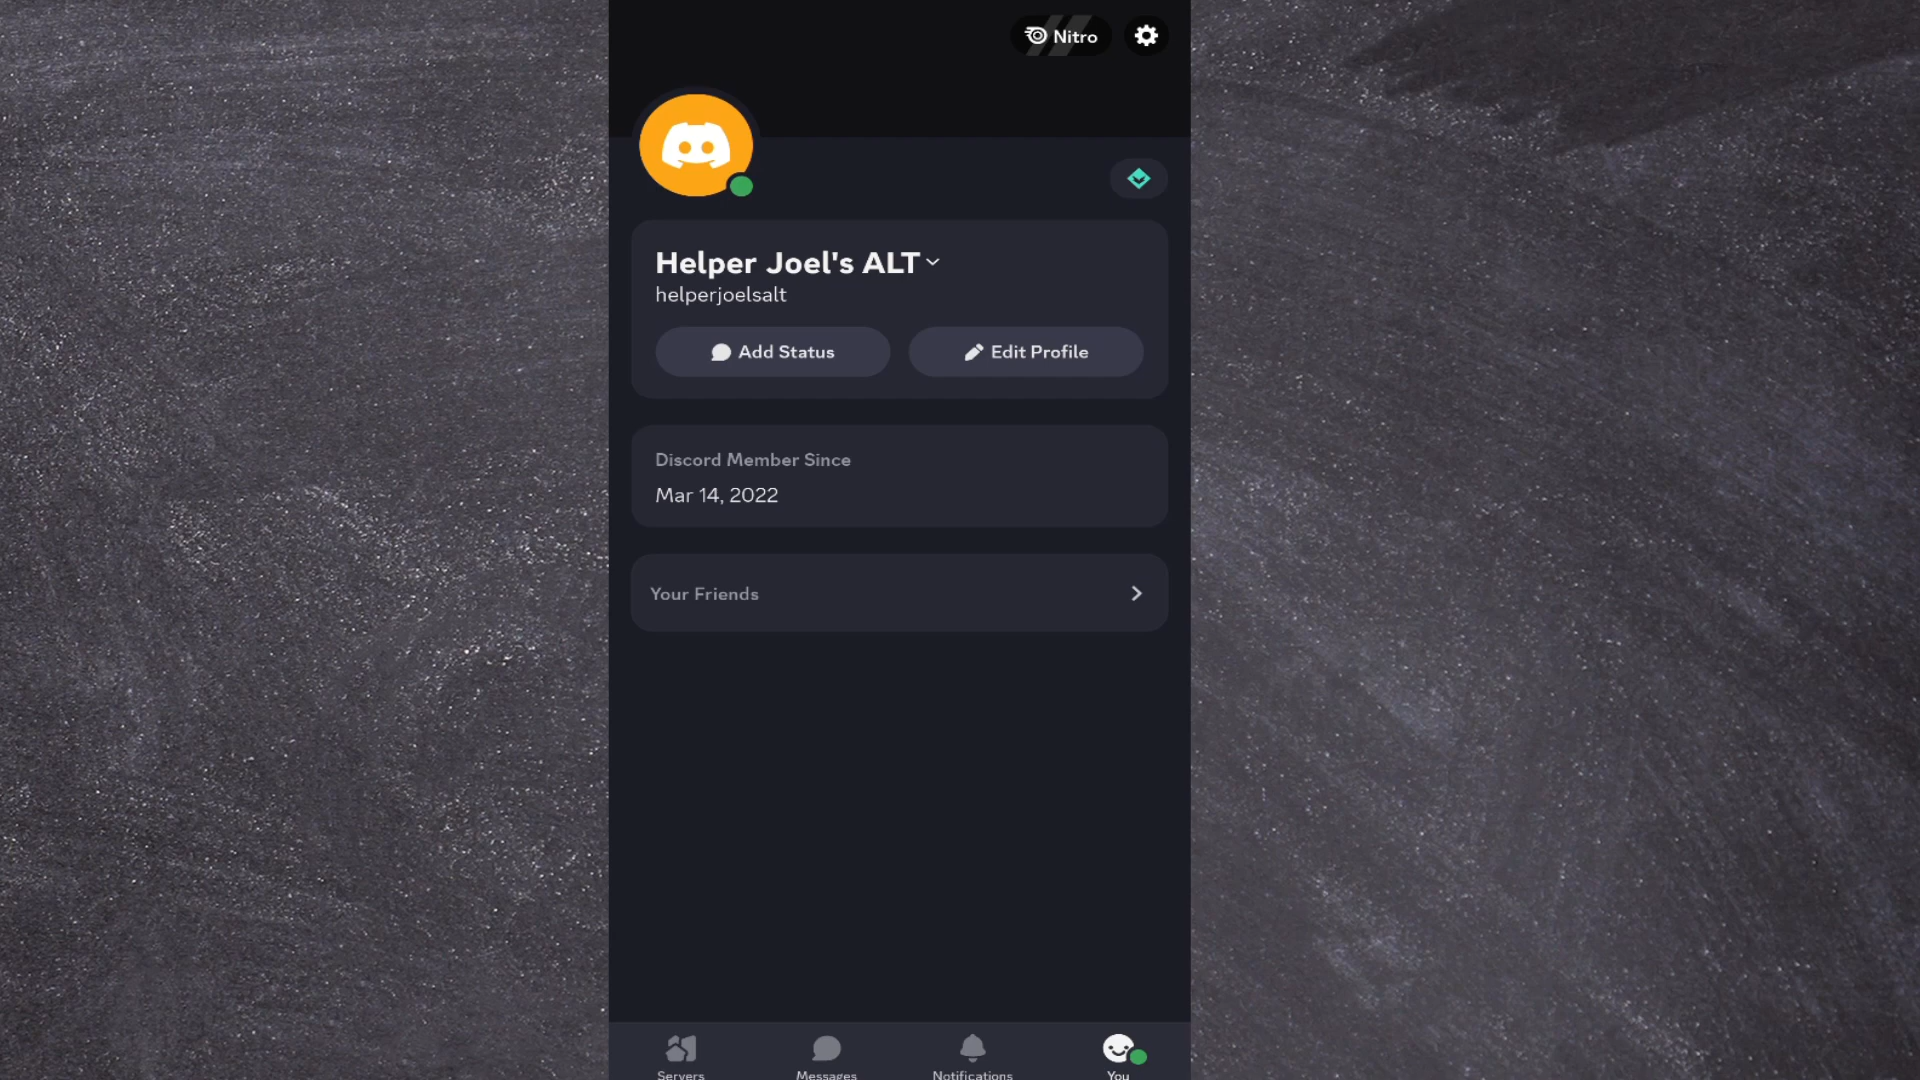 Nitro
Helper Joel's ALT
helperjoelsalt
Add Status
Edit Profile
Discord Member Since
Mar 14, 2022
Your Friends
Servers
Messages
Notifications
You